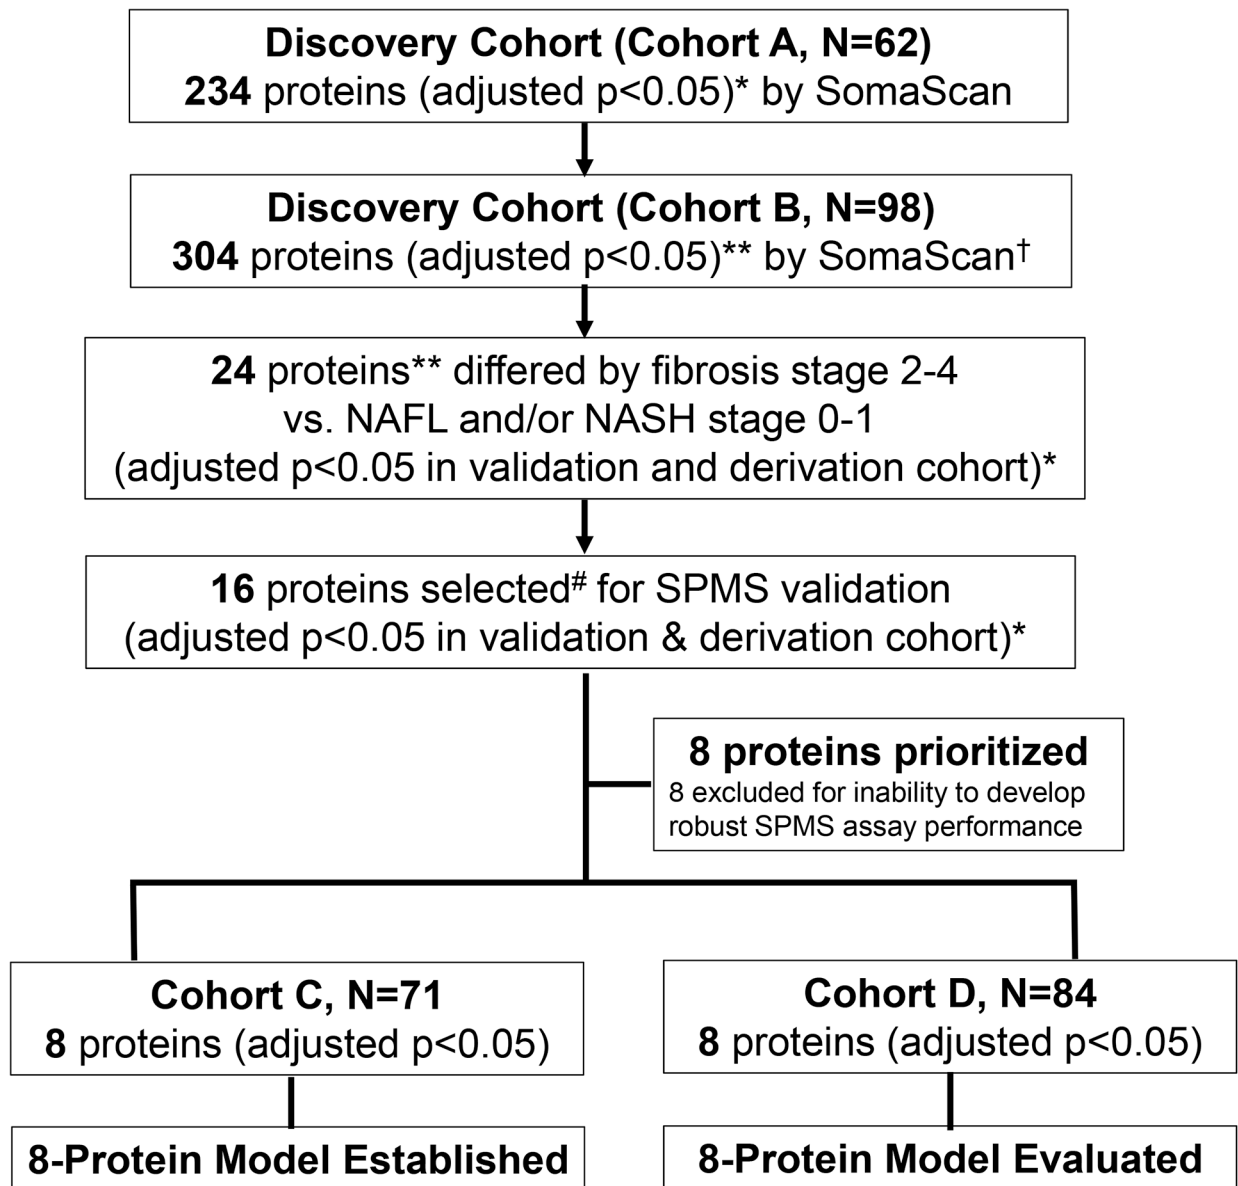 Discovery Cohort (Cohort A, N=62)
234 proteins (adjusted p<0.05)* by SomaScan
Discovery Cohort (Cohort B, N=98)
304 proteins (adjusted p<0.05)** by SomaScan†
24 proteins** differed by fibrosis stage 2-4
vs. NAFL and/or NASH stage 0-1
(adjusted p<0.05 in validation and derivation cohort)*
16 proteins selected# for SPMS validation
(adjusted p<0.05 in validation & derivation cohort)*
8 proteins prioritized
8 excluded for inability to develop
robust SPMS assay performance
Cohort C, N=71
8 proteins (adjusted p<0.05)
8-Protein Model Established
Cohort D, N=84
8 proteins (adjusted p<0.05)
8-Protein Model Evaluated